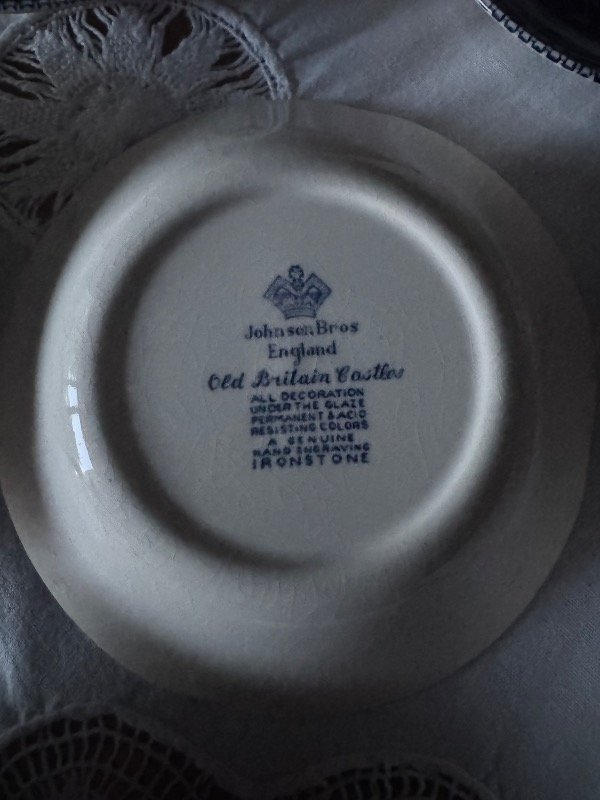 Johnson Bros
England
Old Britain Castles
ALL DECORATION
UNDER THE GLAZE
PERMANENT & ACID
RESISTING COLORS
A GENUINE
HAND ENGRAVING
IRONSTONE